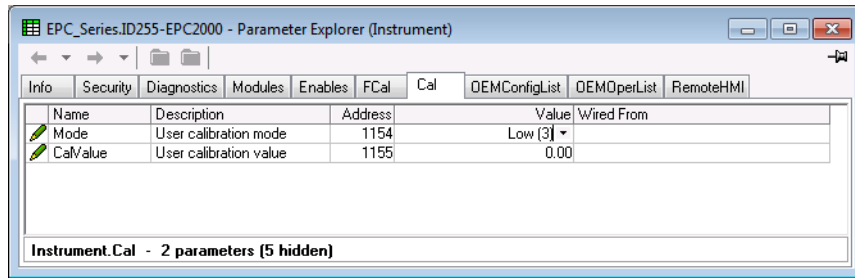 EPC_Series.ID255-EPC2000 - Parameter Explorer (Instrument)
Info Security Diagnostics Modules Enables FCal Cal OEMConfigList OEMOperList RemoteHMI
Name Description Address Value Wired From
Mode User calibration mode 1154 Low (3)
CalValue User calibration value 1155 0.00
Instrument.Cal - 2 parameters (5 hidden)